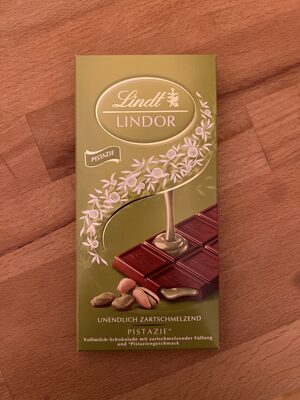 Lindt
LINDOR
PISTAZIE
UNENDLICH ZARTSCHMELZEND
PISTAZIE*
Vollmilch-Schokolade mit zartschmelzender Füllung
und *Pistaziengeschmack